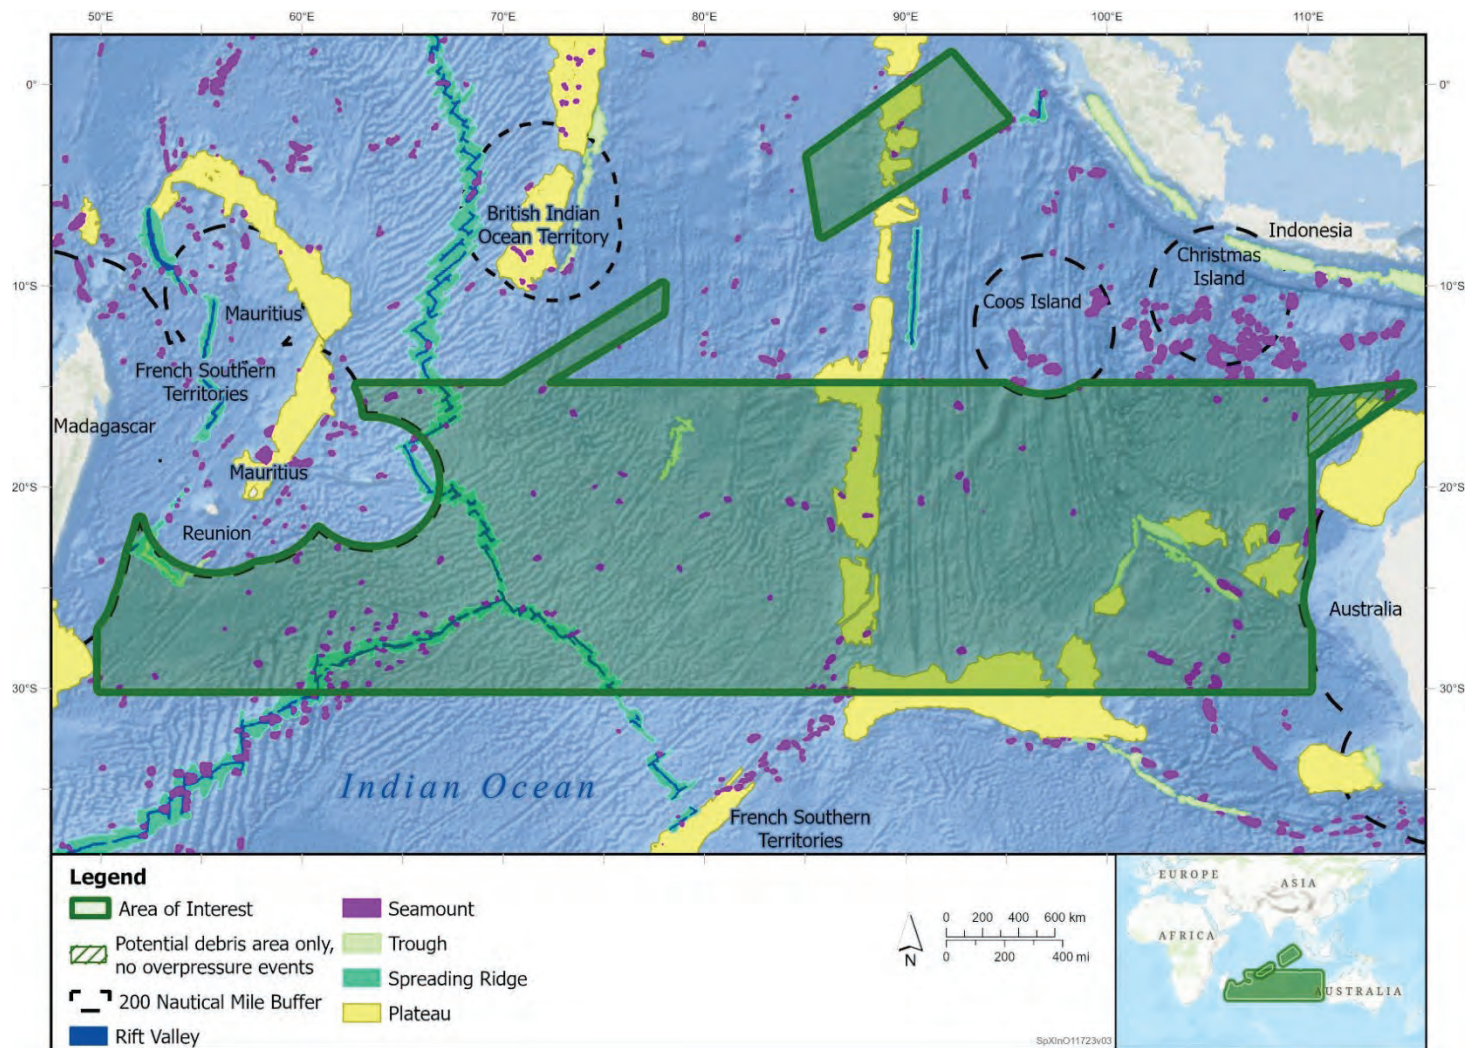 50°E 60°E 70°E 80°E 90°E 100°E 110°E
0° 0°
British Indian
Ocean Territory
Indonesia
Christmas
Island
10°S 10°S
Coos Island
Mauritius
French Southern
Territories
Madagascar
Mauritius
20°S 20°S
Reunion
Australia
30°S 30°S
Indian Ocean
French Southern
Territories
Legend
Area of Interest
Potential debris area only,
no overpressure events
200 Nautical Mile Buffer
Rift Valley
Seamount
Trough
Spreading Ridge
Plateau
N
0 200 400 600 km
0 200 400 mi
SpXInO11723v03
EUROPE
ASIA
AFRICA
AUSTRALIA